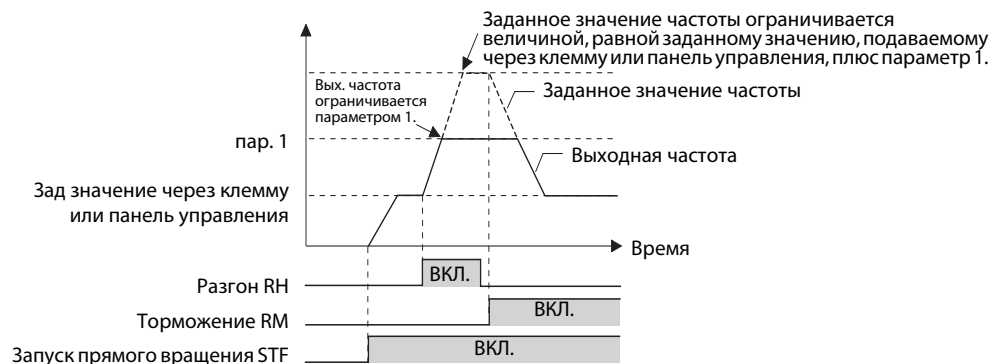 Заданное значение частоты ограничивается
величиной, равной заданному значению, подаваемому
через клемму или панель управления, плюс параметр 1.
Вых. частота
ограничивается
параметром 1.
Заданное значение частоты
пар. 1
Выходная частота
Зад значение через клемму
или панель управления
Время
Разгон RH
ВКЛ.
Торможение RM
ВКЛ.
Запуск прямого вращения STF
ВКЛ.